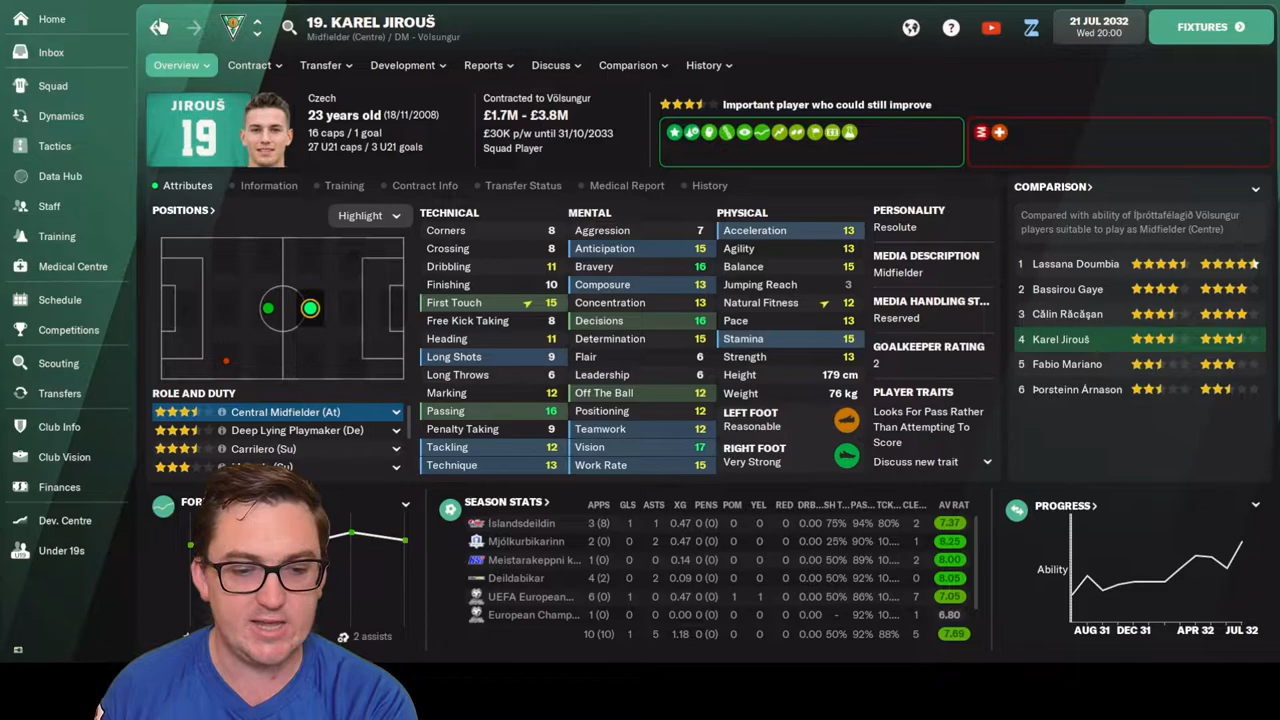 Home
Inbox
Squad
Dynamics
Tactics
Data Hub
Staff
Training
Medical Centre
Schedule
Competitions
Scouting
Transfers
Club Info
Club Vision
Finances
Dev. Centre
Under 19s
19. KAREL JIROUŠ
Midfielder (Centre) / DM - Völsungur
21 JUL 2032
Wed 20:00
FIXTURES
Overview
Contract
Transfer
Development
Reports
Discuss
Comparison
History
JIROUŠ
19
Czech
23 years old (18/11/2008)
16 caps / 1 goal
27 U21 caps / 3 U21 goals
Contracted to Völsungur
£1.7M - £3.8M
£30K p/w until 31/10/2033
Squad Player
Important player who could still improve
Attributes
Information
Training
Contract Info
Transfer Status
Medical Report
History
POSITIONS
Highlight
ROLE AND DUTY
Central Midfielder (At)
Deep Lying Playmaker (De)
Carrilero (Su)
TECHNICAL
Corners 8
Crossing 8
Dribbling 11
Finishing 10
First Touch 15
Free Kick Taking 8
Heading 11
Long Shots 9
Long Throws 6
Marking 12
Passing 16
Penalty Taking 9
Tackling 12
Technique 13
MENTAL
Aggression 7
Anticipation 15
Bravery 16
Composure 13
Concentration 13
Decisions 16
Determination 15
Flair 6
Leadership 6
Off The Ball 12
Positioning 12
Teamwork 12
Vision 17
Work Rate 15
PHYSICAL
Acceleration 13
Agility 13
Balance 15
Jumping Reach 3
Natural Fitness 12
Pace 13
Stamina 15
Strength 13
Height 179 cm
Weight 76 kg
LEFT FOOT
Reasonable
RIGHT FOOT
Very Strong
PERSONALITY
Resolute
MEDIA DESCRIPTION
Midfielder
MEDIA HANDLING ST...
Reserved
GOALKEEPER RATING
2
PLAYER TRAITS
Looks For Pass Rather
Than Attempting To
Score
Discuss new trait
COMPARISON
Compared with ability of Íþróttafélagið Völsungur
players suitable to play as Midfielder (Centre)
1 Lassana Doumbia
2 Bassirou Gaye
3 Călin Răcăşan
4 Karel Jirouš
5 Fabio Mariano
6 Þorsteinn Árnason
FOR
2 assists
SEASON STATS APPS GLS ASTS XG PENS POM YEL RED DRB... SH T... PAS... TCK... CLE... AV RAT
Íslandsdeildin 3 (8) 1 1 0.47 0 (0) 0 0 0 0.00 75% 94% 80% 2 7.37
Mjólkurbikarinn 2 (0) 0 2 0.47 0 (0) 0 0 0 0.00 25% 90% 10.... 1 8.25
Meistarakeppni k... 1 (0) 0 0 0.14 0 (0) 0 0 0 0.00 50% 89% 10.... 2 8.00
Deildabikar 4 (2) 0 2 0.09 0 (0) 0 0 0 0.00 50% 92% 10.... 0 8.05
UEFA European... 6 (0) 1 0 0.47 0 (0) 1 1 0 0.00 50% 86% 10.... 7 7.05
European Champ... 1 (0) 0 0 0.00 0 (0) 0 0 0 0.00 - 92% 10.... 1 6.80
10 (10) 1 5 1.18 0 (0) 0 0 0 0.00 50% 92% 88% 5 7.69
PROGRESS
Ability
AUG 31 DEC 31 APR 32 JUL 32